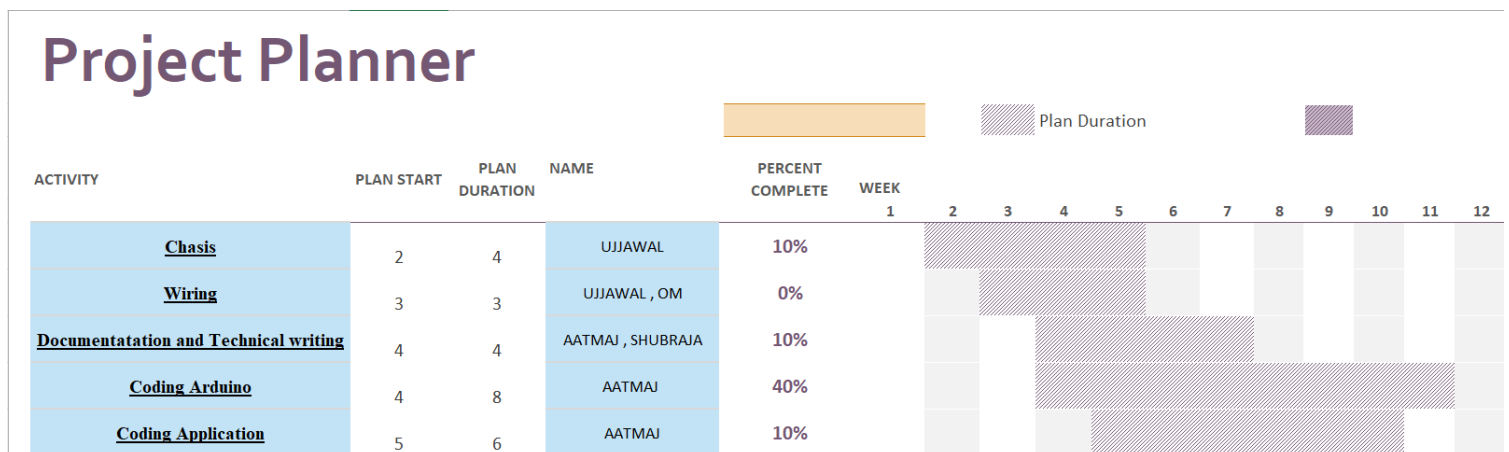 Project Planner
Plan Duration
ACTIVITY PLAN START PLAN DURATION NAME PERCENT COMPLETE WEEK
1 2 3 4 5 6 7 8 9 10 11 12
Chasis 2 4 UJJAWAL 10%
Wiring 3 3 UJJAWAL , OM 0%
Documentatation and Technical writing 4 4 AATMAJ , SHUBRAJA 10%
Coding Arduino 4 8 AATMAJ 40%
Coding Application 5 6 AATMAJ 10%